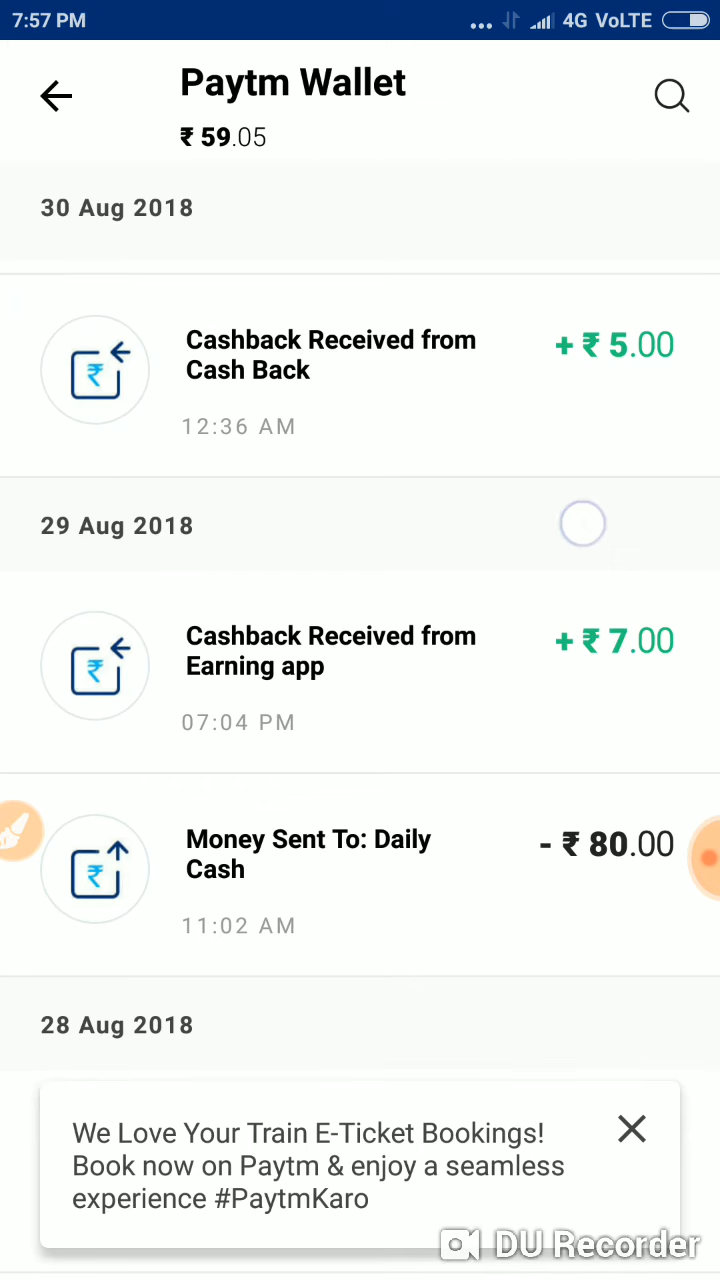 7:57 PM
... 4G VoLTE
Paytm Wallet
₹ 59.05
30 Aug 2018
Cashback Received from
Cash Back
+ ₹ 5.00
12:36 AM
29 Aug 2018
Cashback Received from
Earning app
+ ₹ 7.00
07:04 PM
Money Sent To: Daily
Cash
- ₹ 80.00
11:02 AM
28 Aug 2018
We Love Your Train E-Ticket Bookings!
Book now on Paytm & enjoy a seamless
experience #PaytmKaro
DU Recorder